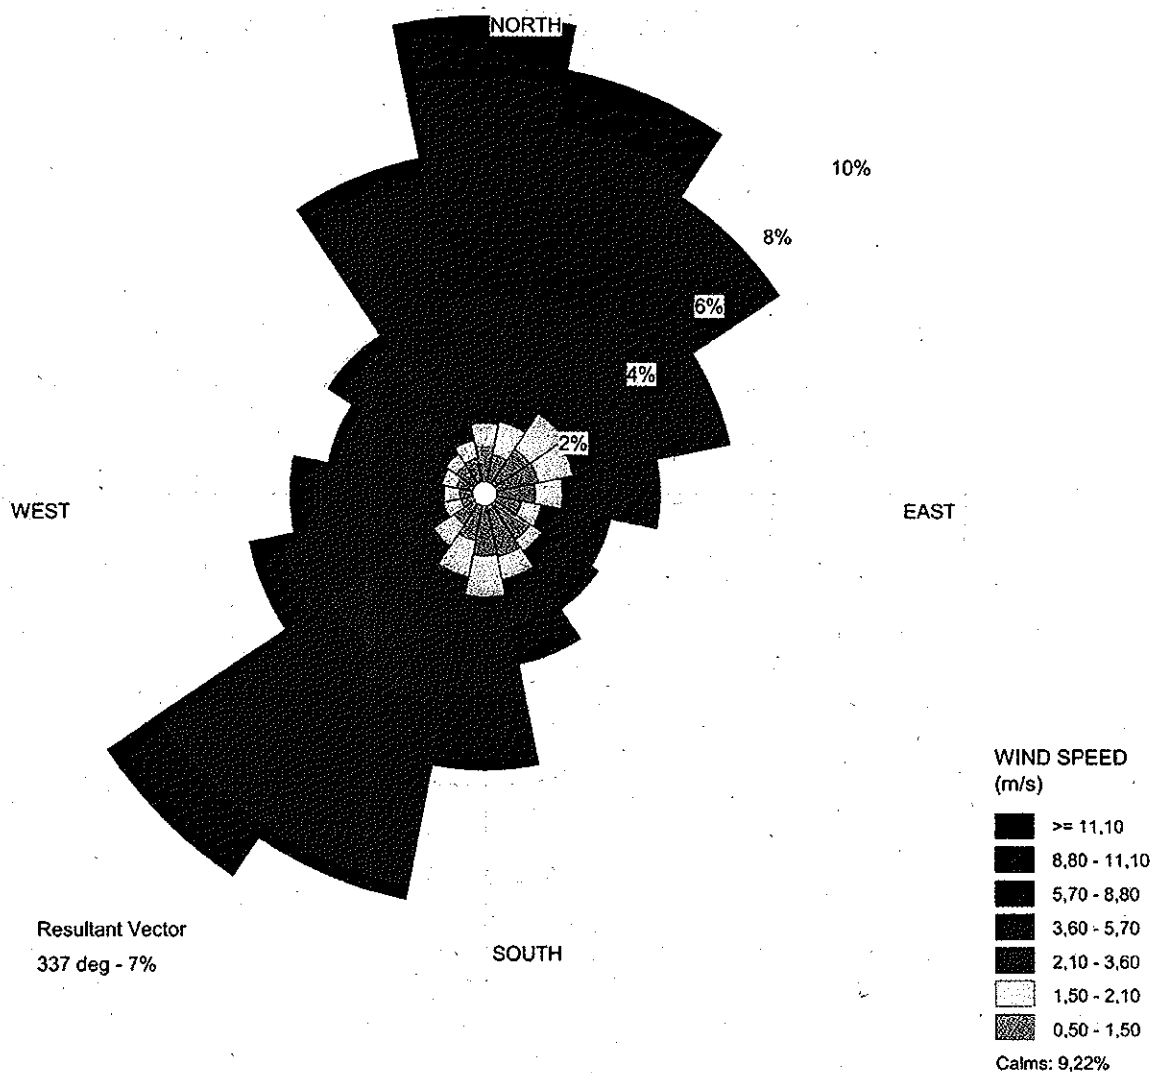 NORTH
10%
8%
6%
4%
2%
WEST
EAST
WIND SPEED
(m/s)
>= 11,10
8,80 - 11,10
5,70 - 8,80
3,60 - 5,70
2,10 - 3,60
1,50 - 2,10
0,50 - 1,50
Calms: 9,22%
Resultant Vector
337 deg - 7%
SOUTH